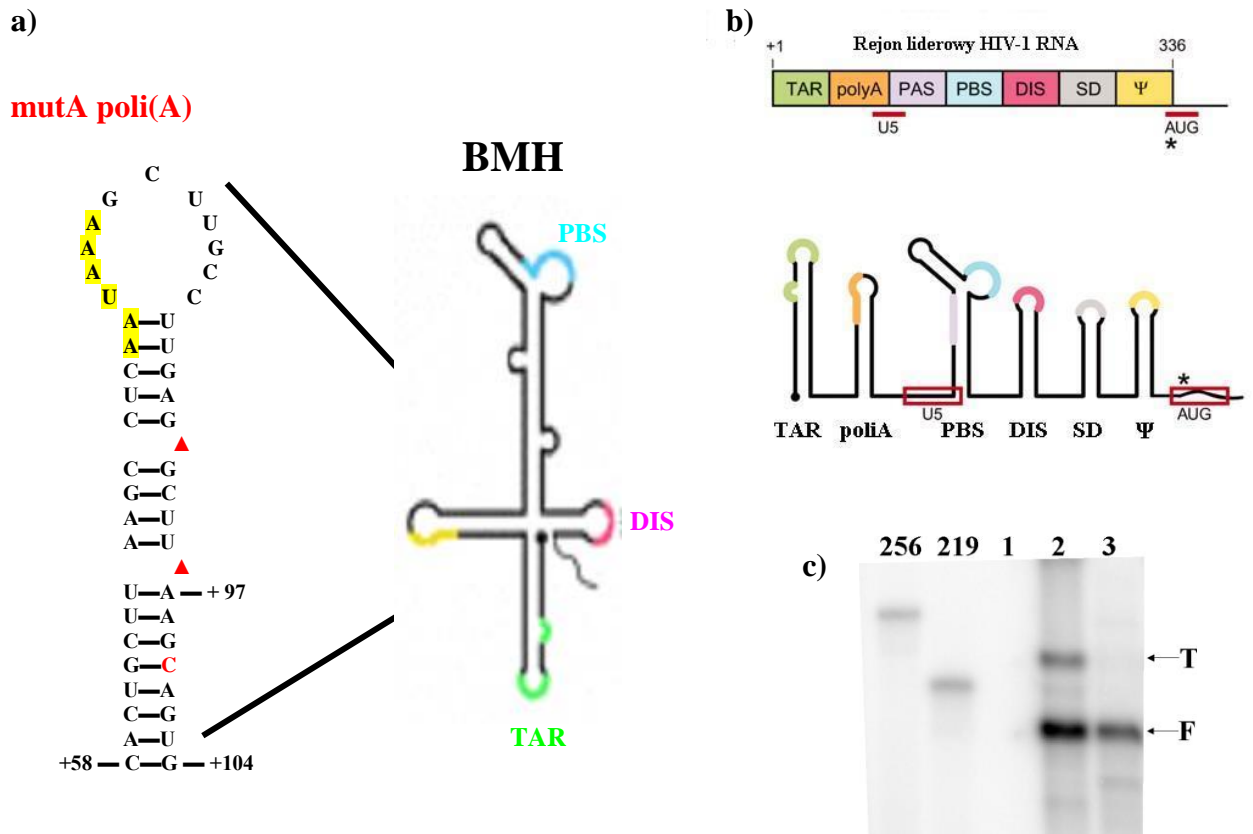 a)
mutA poli(A)
C
G U
A U
A G
A C
U C
A—U
A—U
C—G
U—A
C—G
C—G
G—C
A—U
A—U
U—A — + 97
U—A
C—G
G—C
U—A
C—G
A—U
+58 — C—G — +104
BMH
PBS
DIS
TAR
b)
Rejon liderowy HIV-1 RNA
+1 336
TAR polyA PAS PBS DIS SD Ψ
U5 AUG
*
*
U5 AUG
TAR poliA PBS DIS SD Ψ
c)
256 219 1 2 3
T
F